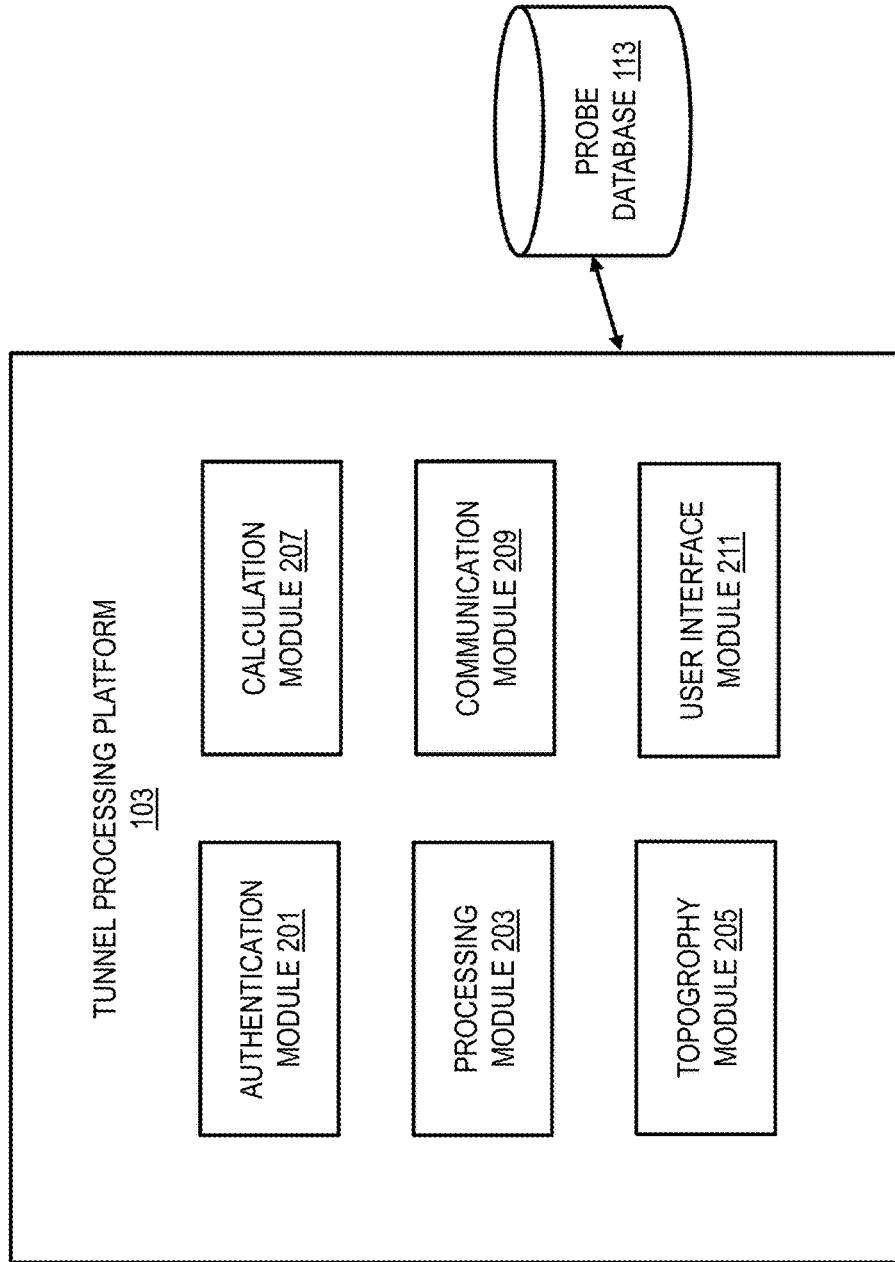 TUNNEL PROCESSING PLATFORM
103
AUTHENTICATION
MODULE 201
CALCULATION
MODULE 207
PROCESSING
MODULE 203
COMMUNICATION
MODULE 209
TOPOGROPHY
MODULE 205
USER INTERFACE
MODULE 211
PROBE
DATABASE 113